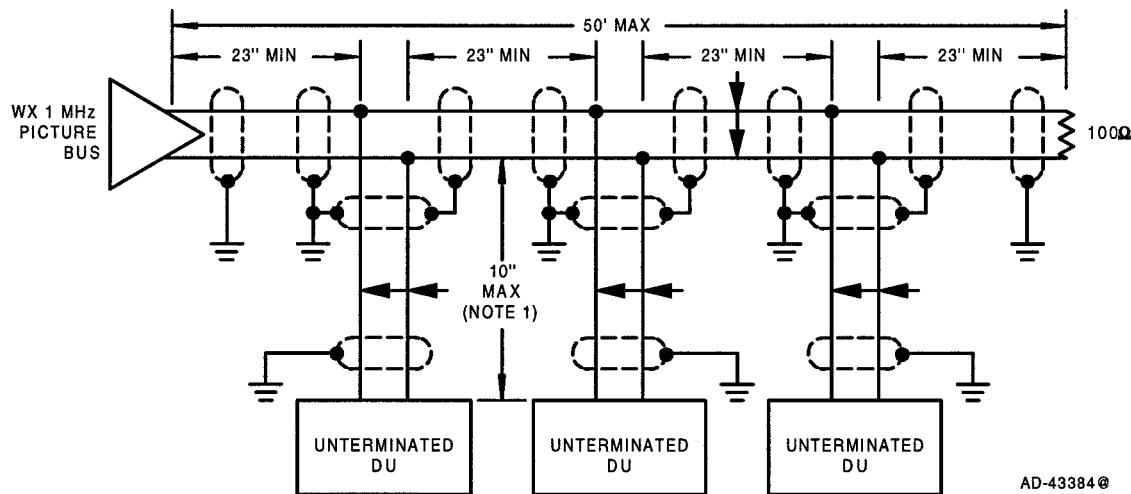 50' MAX
23" MIN
23" MIN
23" MIN
23" MIN
WX 1 MHz
PICTURE
BUS
100Ω
10"
MAX
(NOTE 1)
UNTERMINATED
DU
UNTERMINATED
DU
UNTERMINATED
DU
AD-43384@